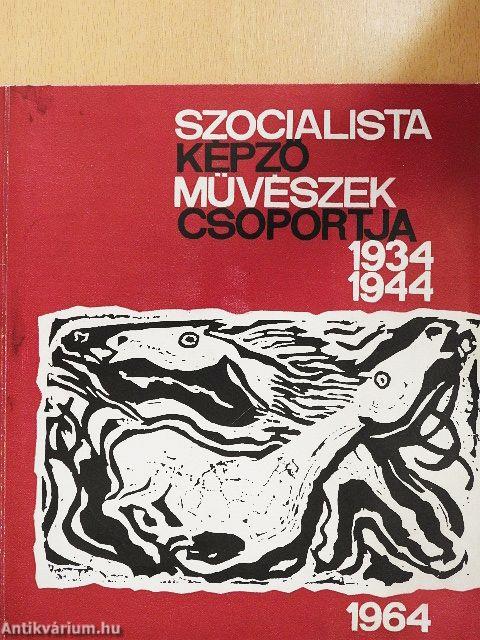 SZOCIALISTA
KÉPZŐ
MŰVÉSZEK
CSOPORTJA
1934
1944
1964
Antikvárium.hu